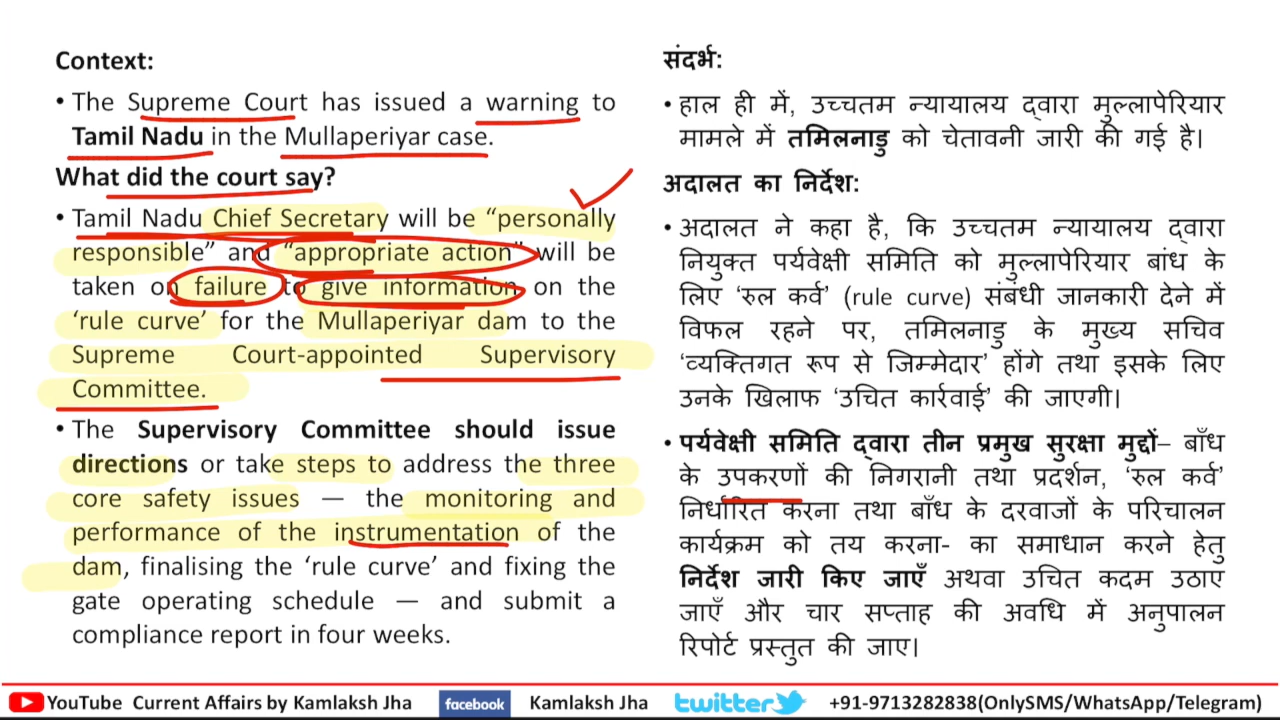 Context:
• The Supreme Court has issued a warning to
Tamil Nadu in the Mullaperiyar case.
What did the court say?
• Tamil Nadu Chief Secretary will be “personally
responsible” and “appropriate action” will be
taken on failure to give information on the
‘rule curve’ for the Mullaperiyar dam to the
Supreme Court-appointed Supervisory
Committee.
• The Supervisory Committee should issue
directions or take steps to address the three
core safety issues — the monitoring and
performance of the instrumentation of the
dam, finalising the ‘rule curve’ and fixing the
gate operating schedule — and submit a
compliance report in four weeks.
संदर्भ:
• हाल ही में, उच्चतम न्यायालय द्वारा मुल्लापेरियार
मामले में तमिलनाडु को चेतावनी जारी की गई है।
अदालत का निर्देश:
• अदालत ने कहा है, कि उच्चतम न्यायालय द्वारा
नियुक्त पर्यवेक्षी समिति को मुल्लापेरियार बांध के
लिए ‘रुल कर्व’ (rule curve) संबंधी जानकारी देने में
विफल रहने पर, तमिलनाडु के मुख्य सचिव
‘व्यक्तिगत रूप से जिम्मेदार’ होंगे तथा इसके लिए
उनके खिलाफ ‘उचित कार्रवाई’ की जाएगी।
• पर्यवेक्षी समिति द्वारा तीन प्रमुख सुरक्षा मुद्दों– बाँध
के उपकरणों की निगरानी तथा प्रदर्शन, ‘रुल कर्व’
निर्धारित करना तथा बाँध के दरवाजों के परिचालन
कार्यक्रम को तय करना- का समाधान करने हेतु
निर्देश जारी किए जाएँ अथवा उचित कदम उठाए
जाएँ और चार सप्ताह की अवधि में अनुपालन
रिपोर्ट प्रस्तुत की जाए।
YouTube Current Affairs by Kamlaksh Jha facebook Kamlaksh Jha twitter +91-9713282838(OnlySMS/WhatsApp/Telegram)